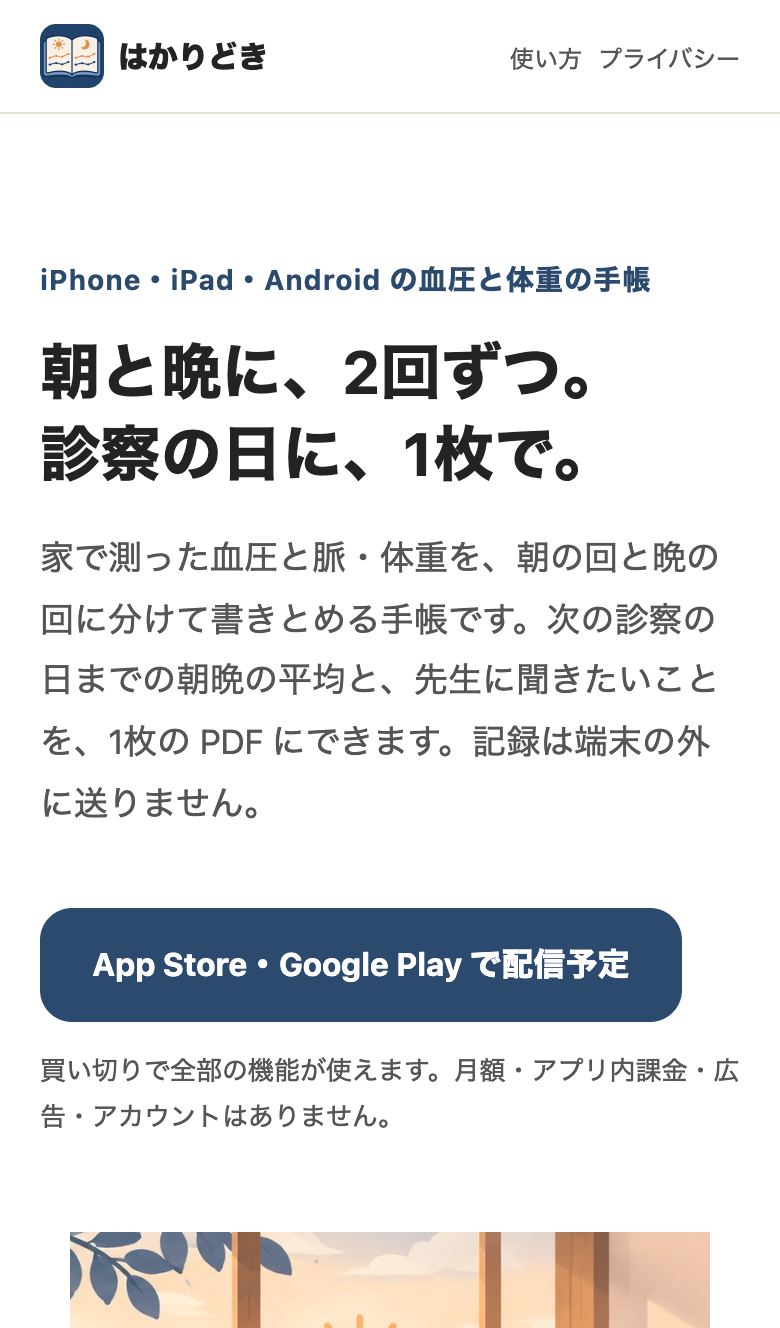 はかりどき
使い方 プライバシー
iPhone・iPad・Android の血圧と体重の手帳
朝と晩に、2回ずつ。
診察の日に、1枚で。
家で測った血圧と脈・体重を、朝の回と晩の
回に分けて書きとめる手帳です。次の診察の
日までの朝晩の平均と、先生に聞きたいこと
を、1枚の PDF にできます。記録は端末の外
に送りません。
App Store・Google Play で配信予定
買い切りで全部の機能が使えます。月額・アプリ内課金・広
告・アカウントはありません。